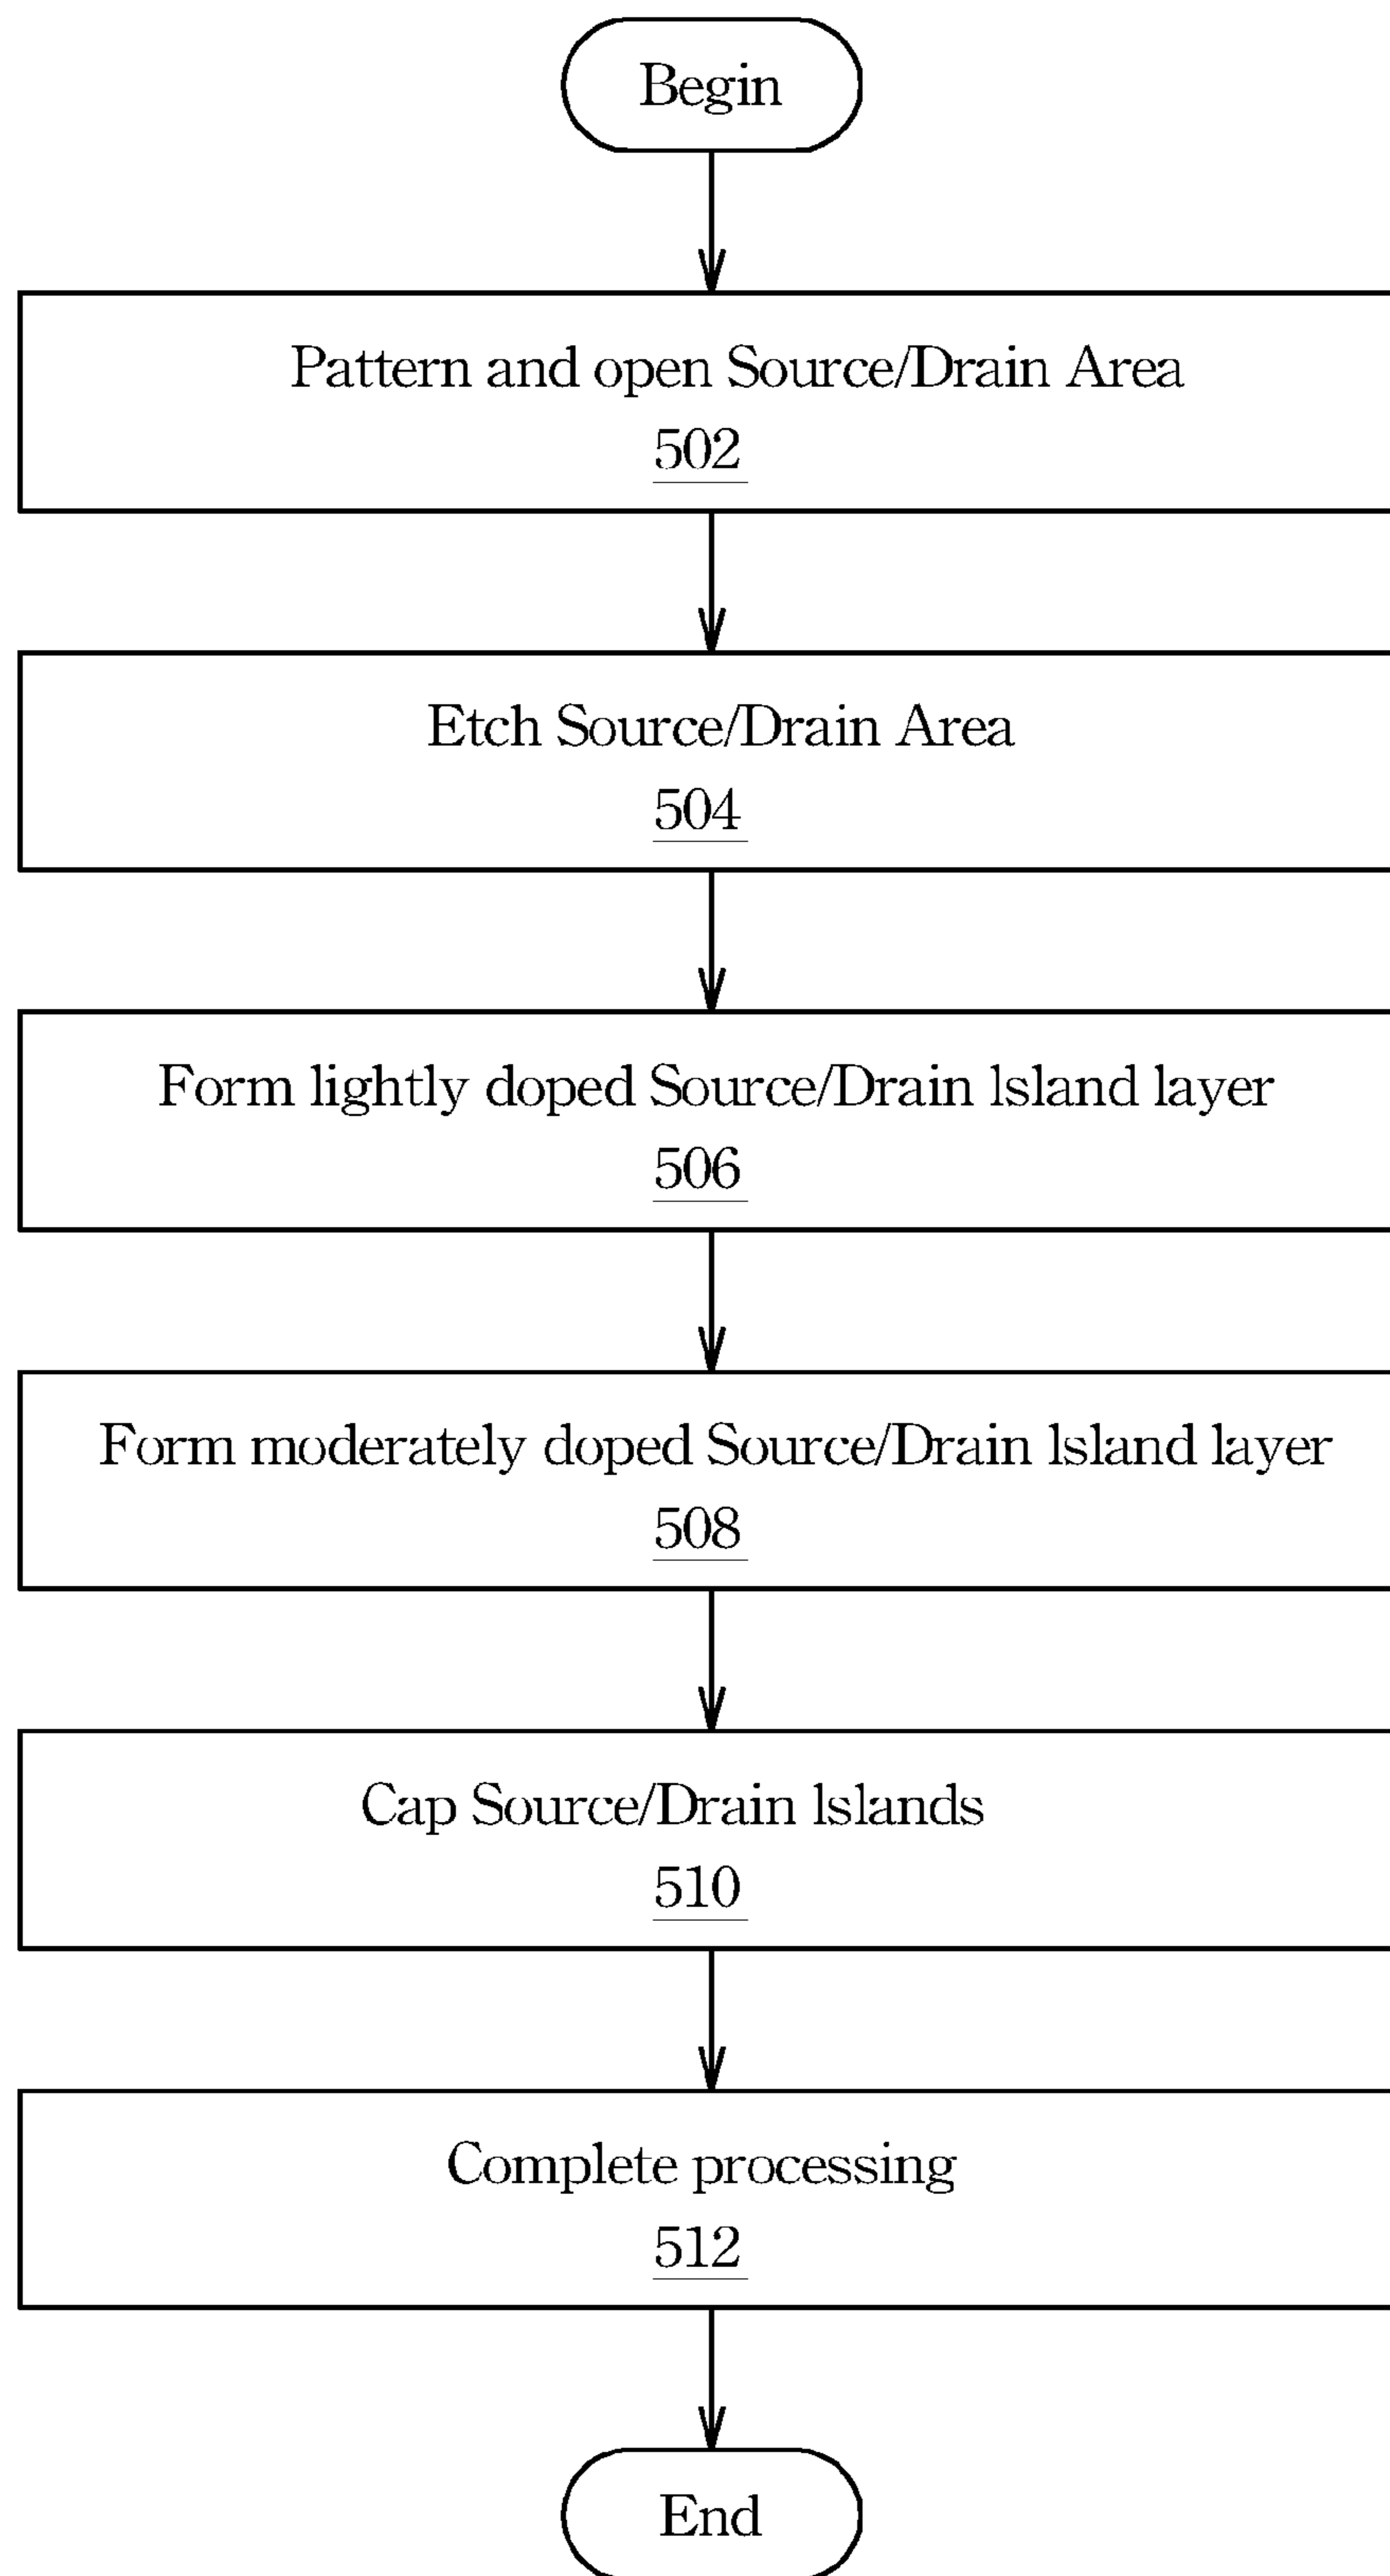 Begin
Pattern and open Source/Drain Area
502
Etch Source/Drain Area
504
Form lightly doped Source/Drain Island layer
506
Form moderately doped Source/Drain Island layer
508
Cap Source/Drain Islands
510
Complete processing
512
End